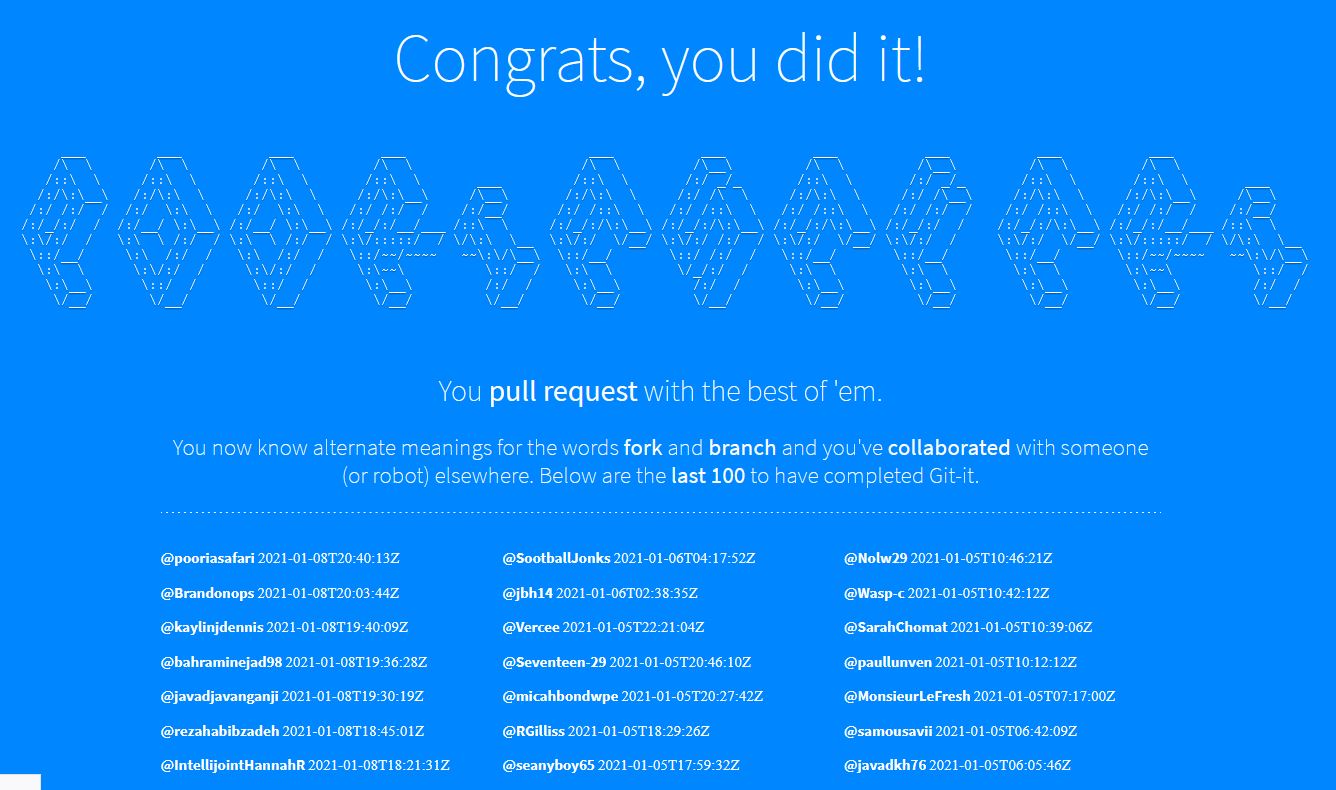 Congrats, you did it!
You pull request with the best of 'em.
You now know alternate meanings for the words fork and branch and you've collaborated with someone
(or robot) elsewhere. Below are the last 100 to have completed Git-it.
@pooriasafari 2021-01-08T20:40:13Z
@Brandonops 2021-01-08T20:03:44Z
@kaylinjdennis 2021-01-08T19:40:09Z
@bahraminejad98 2021-01-08T19:36:28Z
@javadjavanganji 2021-01-08T19:30:19Z
@rezahabibzadeh 2021-01-08T18:45:01Z
@IntellijointHannahR 2021-01-08T18:21:31Z
@SootballJonks 2021-01-06T04:17:52Z
@jbh14 2021-01-06T02:38:35Z
@Vercee 2021-01-05T22:21:04Z
@Seventeen-29 2021-01-05T20:46:10Z
@micahbondwpe 2021-01-05T20:27:42Z
@RGilliss 2021-01-05T18:29:26Z
@seanyboy65 2021-01-05T17:59:32Z
@Nolw29 2021-01-05T10:46:21Z
@Wasp-c 2021-01-05T10:42:12Z
@SarahChomat 2021-01-05T10:39:06Z
@paullunven 2021-01-05T10:12:12Z
@MonsieurLeFresh 2021-01-05T07:17:00Z
@samousavii 2021-01-05T06:42:09Z
@javadkh76 2021-01-05T06:05:46Z